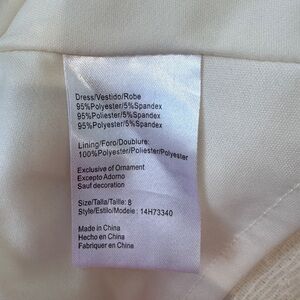 Dress/Vestido/Robe
95%Polyester/5%Spandex
95%Poliester/5%Spandex
95%Polyester/5%Spandex
Lining/Foro/Doublure:
100%Polyester/Poliester/Polyester
Exclusive of Ornament
Excepto Adorno
Sauf decoration
Size/Talla/Taille: 8
Style/Estilo/Modele : 14H73340
Made in China
Hecho en China
Fabriquer en Chine